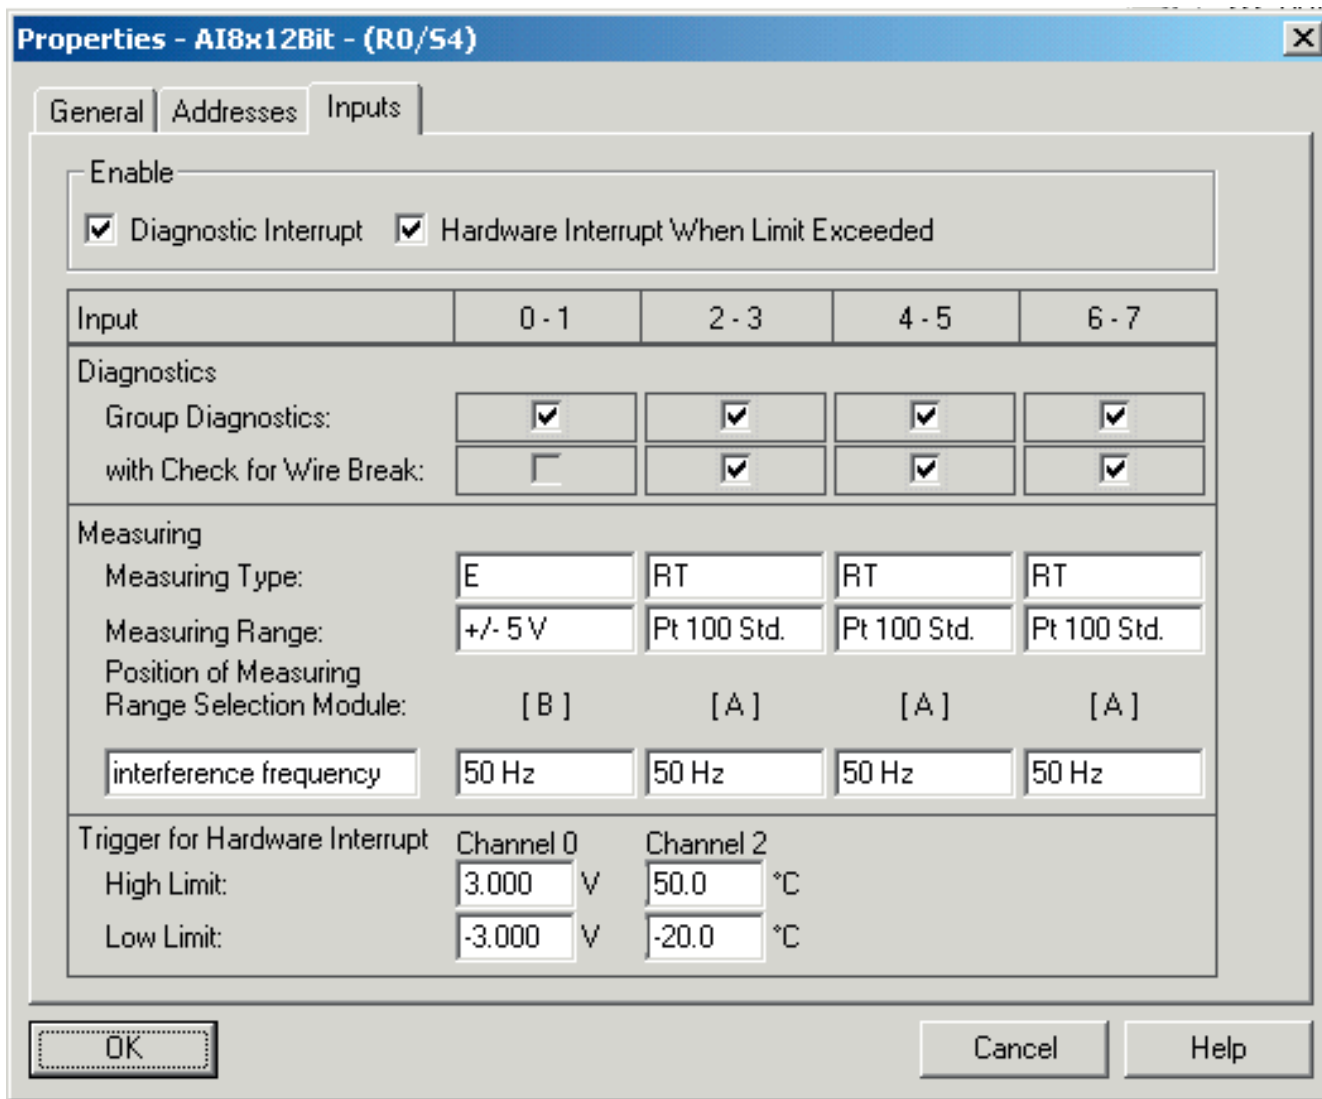 Properties - AI8x12Bit - (R0/S4)
General Addresses Inputs
Enable
Diagnostic Interrupt Hardware Interrupt When Limit Exceeded
Input 0 - 1 2 - 3 4 - 5 6 - 7
Diagnostics
Group Diagnostics:
with Check for Wire Break:
Measuring
Measuring Type: E RT RT RT
Measuring Range: +/- 5 V Pt 100 Std. Pt 100 Std. Pt 100 Std.
Position of Measuring
Range Selection Module: [ B ] [ A ] [ A ] [ A ]
interference frequency 50 Hz 50 Hz 50 Hz 50 Hz
Trigger for Hardware Interrupt Channel 0 Channel 2
High Limit: 3.000 V 50.0 °C
Low Limit: -3.000 V -20.0 °C
OK Cancel Help